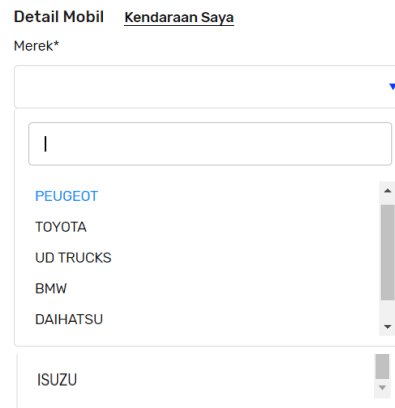 Detail Mobil Kendaraan Saya
Merek*
PEUGEOT
TOYOTA
UD TRUCKS
BMW
DAIHATSU
ISUZU